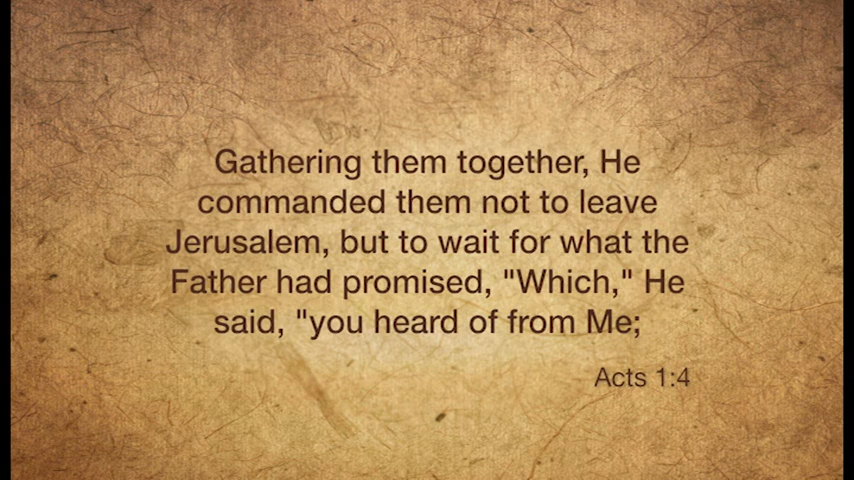 Gathering them together, He
commanded them not to leave
Jerusalem, but to wait for what the
Father had promised, "Which," He
said, "you heard of from Me;
Acts 1:4